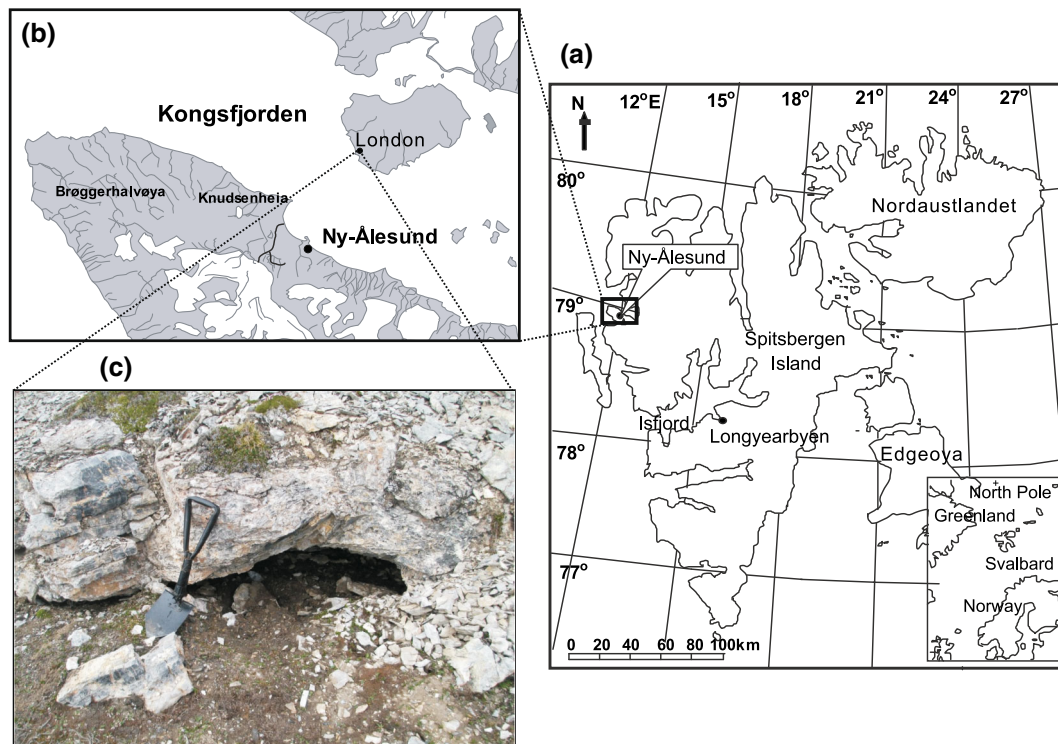 (b)
Kongsfjorden
London
Brøggerhalvøya
Knudsenheia
Ny-Ålesund
(a)
N
12°E
15°
18°
21°
24°
27°
80°
79°
78°
77°
Nordaustlandet
Ny-Ålesund
Spitsbergen
Island
Isfjord
Longyearbyen
Edgeoya
North Pole
Greenland
Svalbard
Norway
0 20 40 60 80 100km
(c)